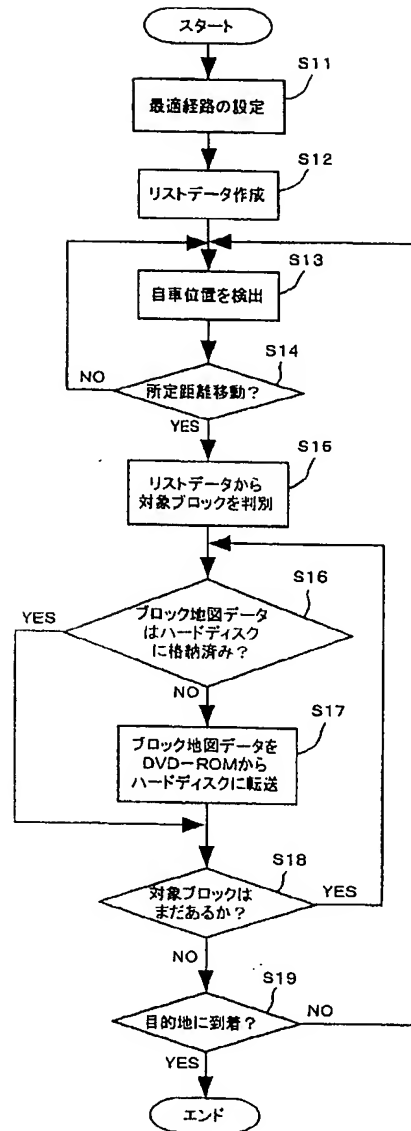 スタート
S11
最適経路の設定
S12
リストデータ作成
S13
自車位置を検出
S14
NO
所定距離移動?
YES
S15
リストデータから
対象ブロックを判別
S16
YES
ブロック地図データ
はハードディスク
に格納済み?
NO
S17
ブロック地図データを
DVD-ROMから
ハードディスクに転送
S18
対象ブロックは
まだあるか?
YES
NO
S19
目的地に到着?
NO
YES
エンド